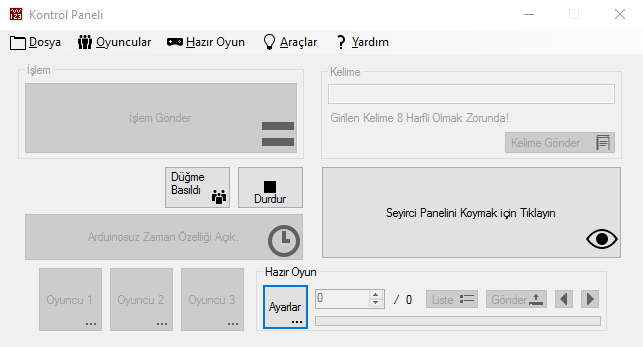 Kontrol Paneli
Dosya Oyuncular Hazır Oyun Araçlar ? Yardım
İşlem
İşlem Gönder
Kelime
Girilen Kelime 8 Harfli Olmak Zorunda!
Kelime Gönder
Düğme
Basıldı
Durdur
Seyirci Panelini Koymak için Tıklayın
Arduinosuz Zaman Özelliği Açık.
Oyuncu 1 ...
Oyuncu 2 ...
Oyuncu 3 ...
Hazır Oyun
Ayarlar ...
0 / 0 Liste Gönder